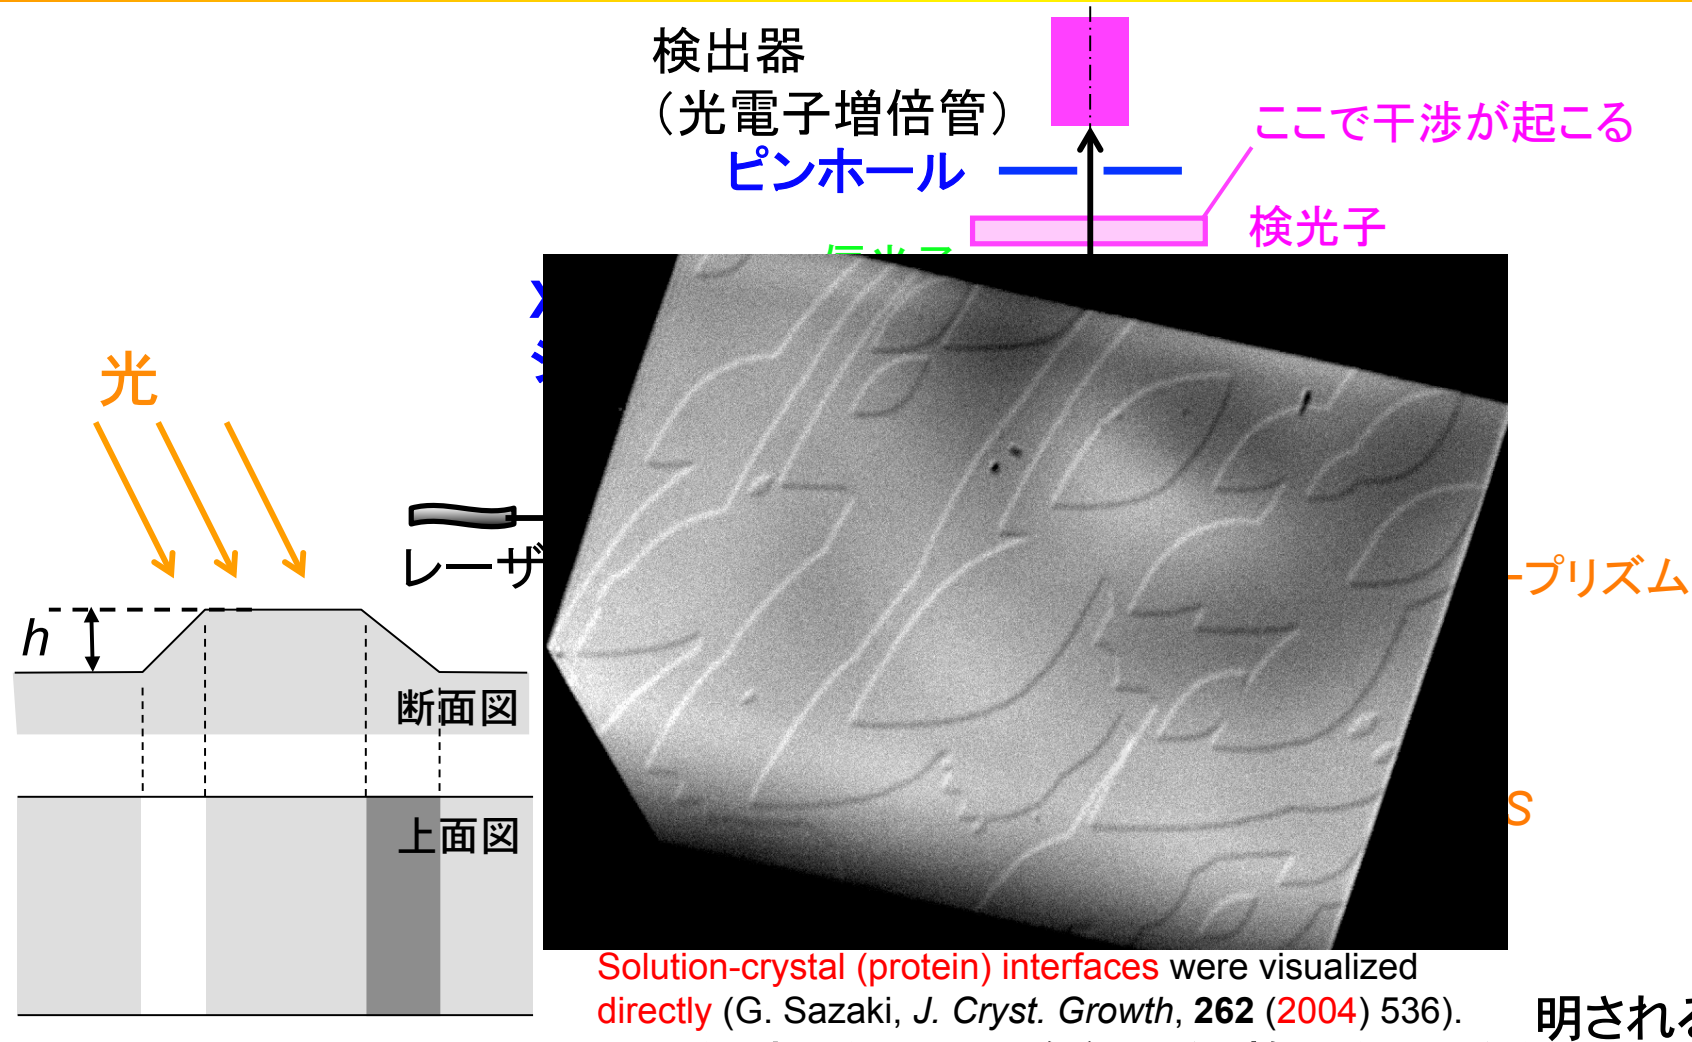 検出器
（光電子増倍管）
ここで干渉が起こる
ピンホール
検光子
光
レーザ
ープリズム
h
断面図
上面図
S
Solution-crystal (protein) interfaces were visualized
directly (G. Sazaki, J. Cryst. Growth, 262 (2004) 536).
明される